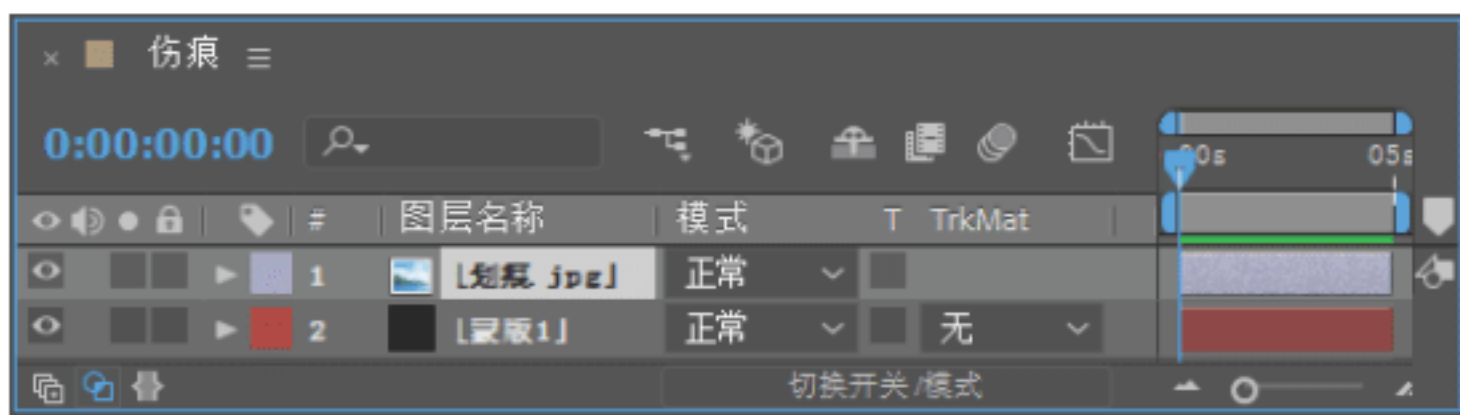 × 伤痕 ≡
0:00:00:00
00s 05s
# 图层名称 模式 T TrkMat
1 [划痕.jpg] 正常
2 [蒙版1] 正常 无
切换开关/模式